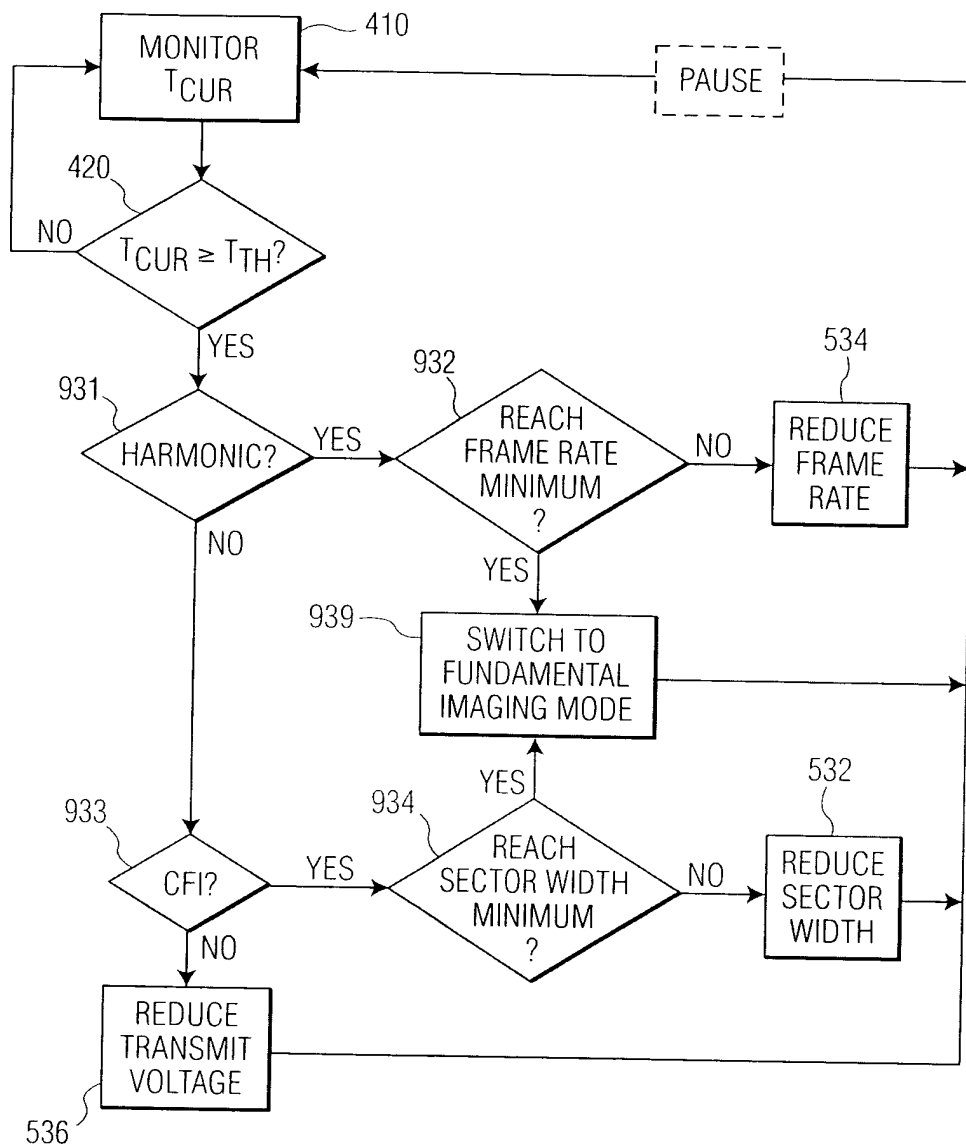 410
MONITOR
TCUR
PAUSE
420
NO
TCUR ≥ TTH?
YES
931
HARMONIC?
YES
NO
932
REACH
FRAME RATE
MINIMUM
?
NO
YES
534
REDUCE
FRAME
RATE
939
SWITCH TO
FUNDAMENTAL
IMAGING MODE
YES
933
CFI?
YES
NO
934
REACH
SECTOR WIDTH
MINIMUM
?
NO
532
REDUCE
SECTOR
WIDTH
REDUCE
TRANSMIT
VOLTAGE
536